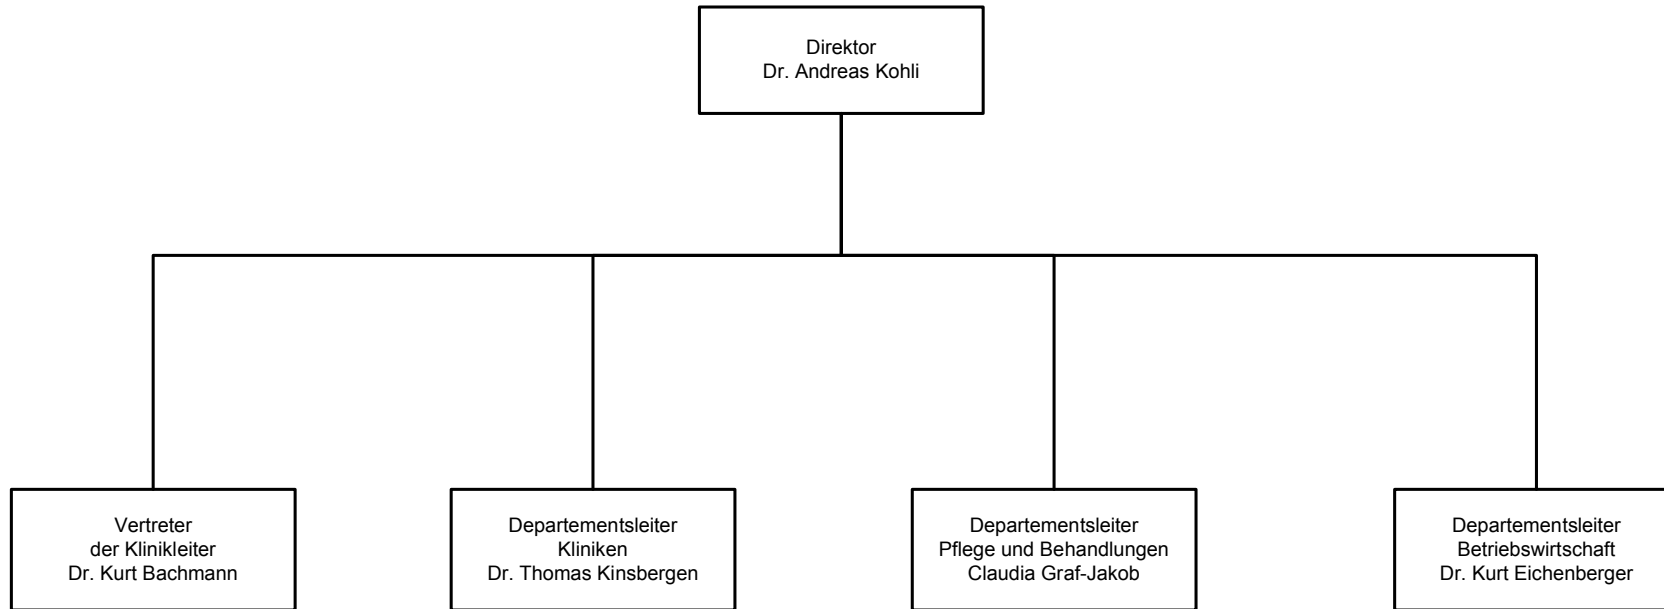 Direktor
Dr. Andreas Kohli
Vertreter
der Klinikleiter
Dr. Kurt Bachmann
Departementsleiter
Kliniken
Dr. Thomas Kinsbergen
Departementsleiter
Pflege und Behandlungen
Claudia Graf-Jakob
Departementsleiter
Betriebswirtschaft
Dr. Kurt Eichenberger